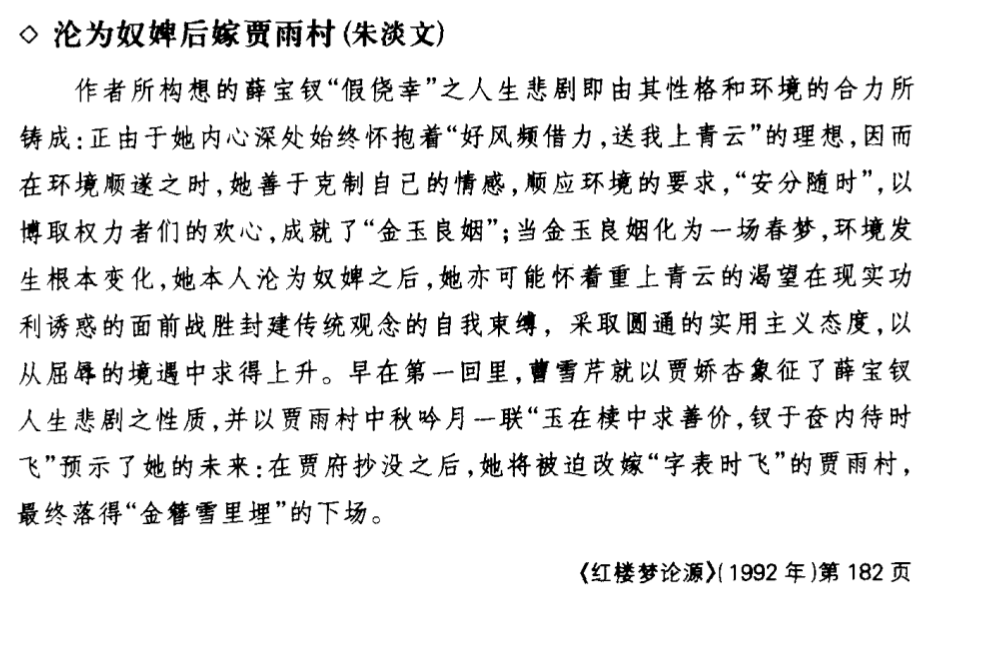 ◇ 沦为奴婢后嫁贾雨村(朱淡文)
作者所构想的薛宝钗“假侥幸”之人生悲剧即由其性格和环境的合力所
铸成:正由于她内心深处始终怀抱着“好风频借力,送我上青云”的理想,因而
在环境顺遂之时,她善于克制自己的情感,顺应环境的要求,“安分随时”,以
博取权力者们的欢心,成就了“金玉良姻”;当金玉良姻化为一场春梦,环境发
生根本变化,她本人沦为奴婢之后,她亦可能怀着重上青云的渴望在现实功
利诱惑的面前战胜封建传统观念的自我束缚,采取圆通的实用主义态度,以
从屈辱的境遇中求得上升。早在第一回里,曹雪芹就以贾娇杏象征了薛宝钗
人生悲剧之性质,并以贾雨村中秋吟月一联“玉在椟中求善价,钗于奁内待时
飞”预示了她的未来:在贾府抄没之后,她将被迫改嫁“字表时飞”的贾雨村,
最终落得“金簪雪里埋”的下场。
《红楼梦论源》(1992年)第182页